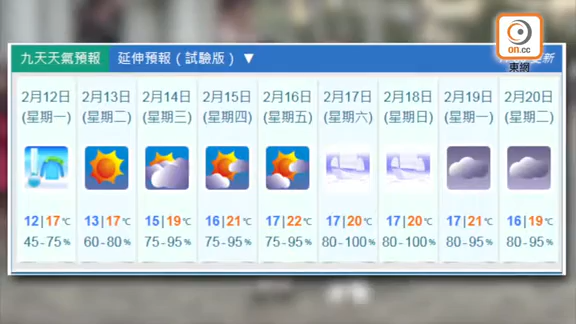 on.cc
東網
九天天氣預報 延伸預報(試驗版) ▼ 更新
2月12日 2月13日 2月14日 2月15日 2月16日 2月17日 2月18日 2月19日 2月20日
(星期一) (星期二) (星期三) (星期四) (星期五) (星期六) (星期日) (星期一) (星期二)
12|17℃ 13|17℃ 15|19℃ 16|21℃ 17|22℃ 17|20℃ 17|20℃ 17|21℃ 16|19℃
45-75% 60-80% 75-95% 75-95% 75-95% 80-100% 80-100% 80-95% 80-95%